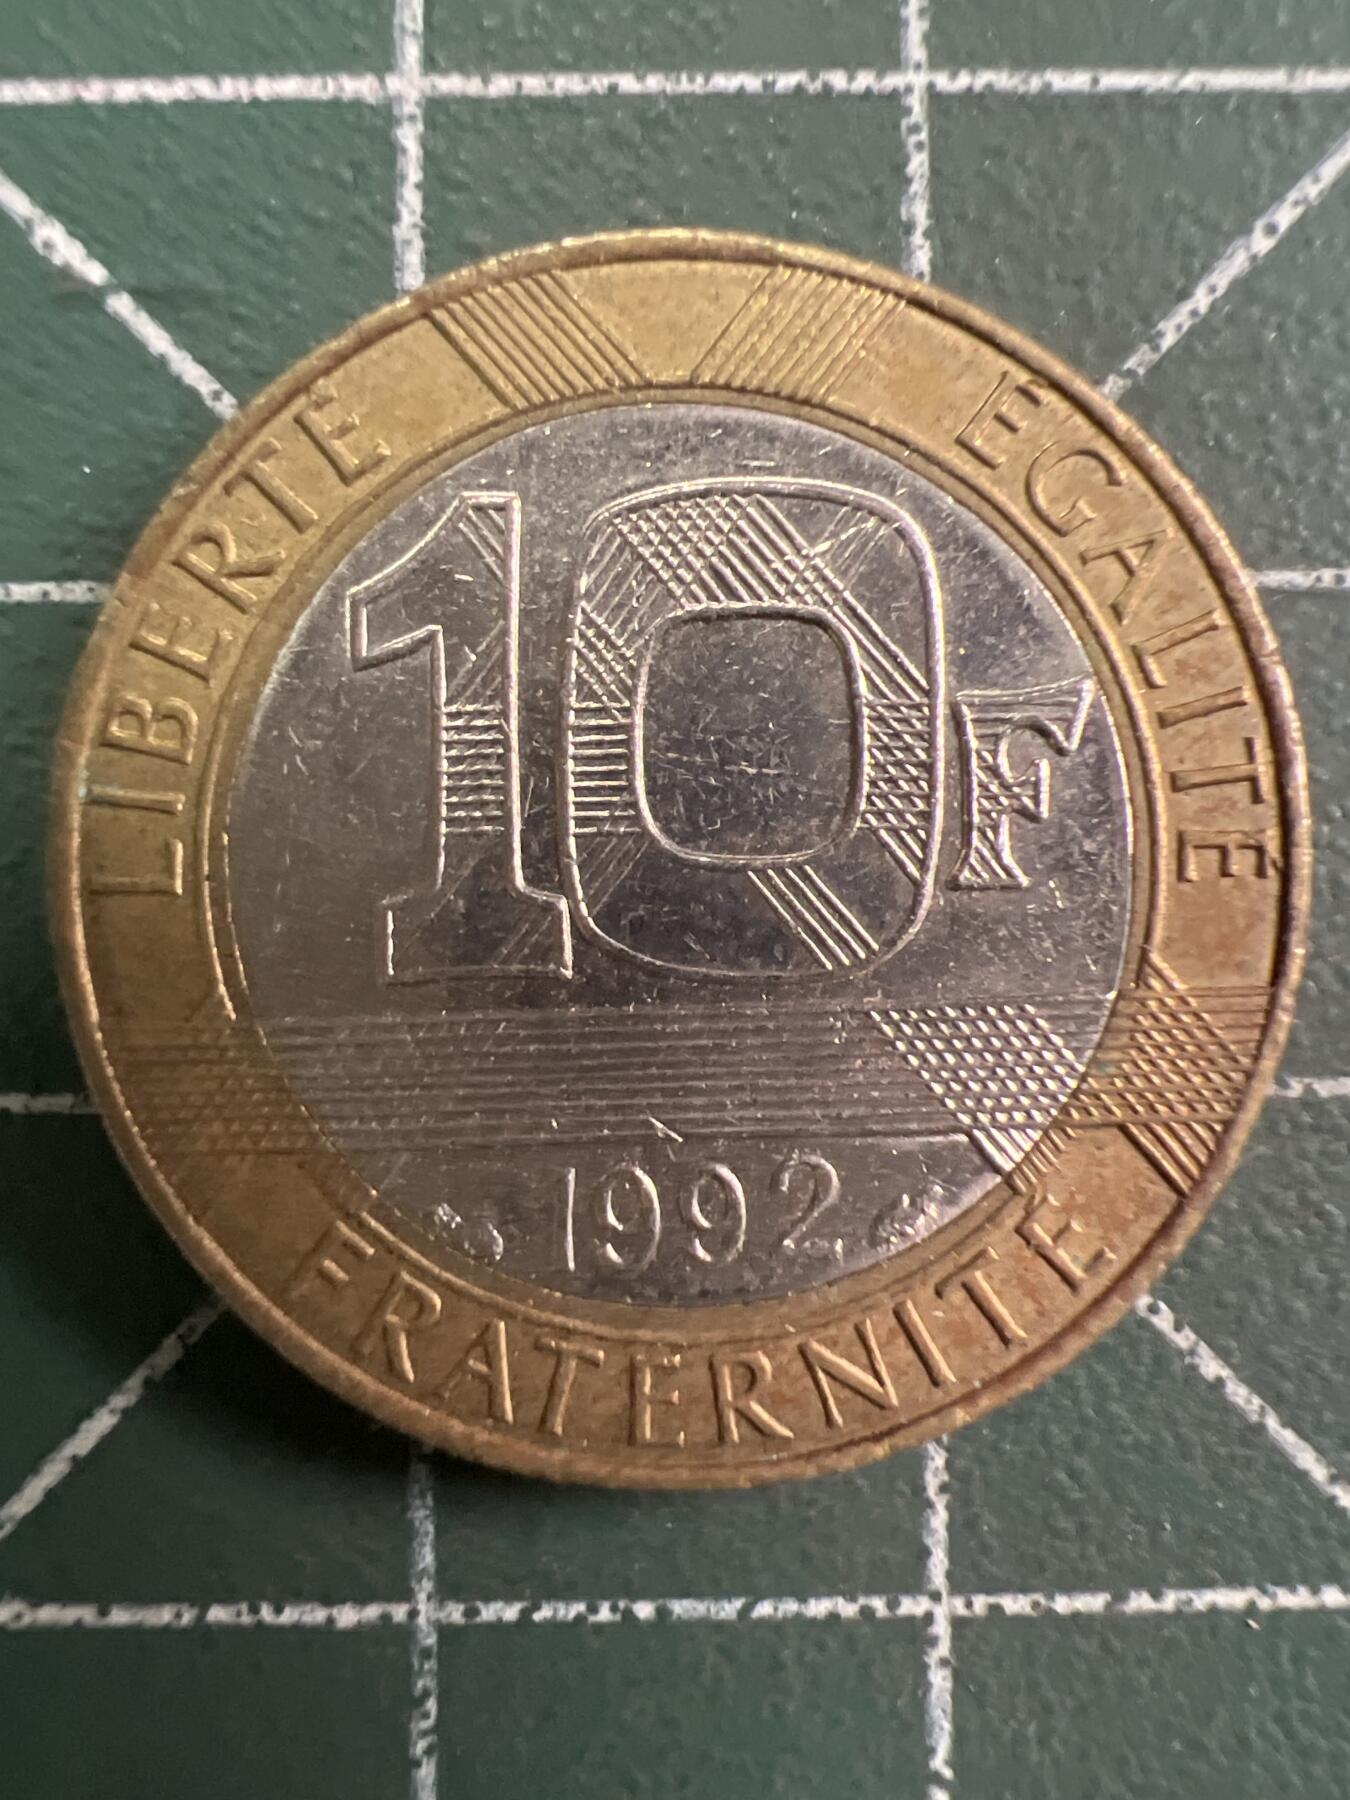 LIBERTÉ
ÉGALITÉ
10F
1992
FRATERNITÉ